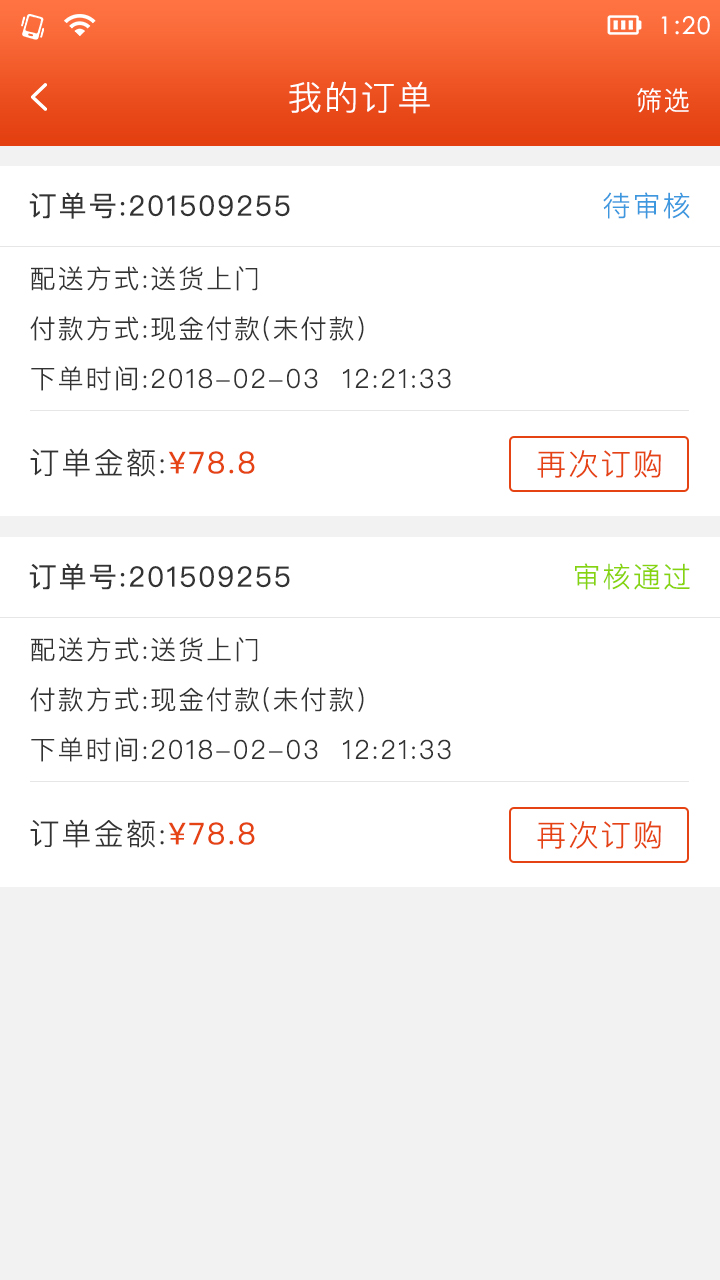 1:20
我的订单
筛选
订单号:201509255
待审核
配送方式:送货上门
付款方式:现金付款(未付款)
下单时间:2018-02-03 12:21:33
订单金额:¥78.8
再次订购
订单号:201509255
审核通过
配送方式:送货上门
付款方式:现金付款(未付款)
下单时间:2018-02-03 12:21:33
订单金额:¥78.8
再次订购